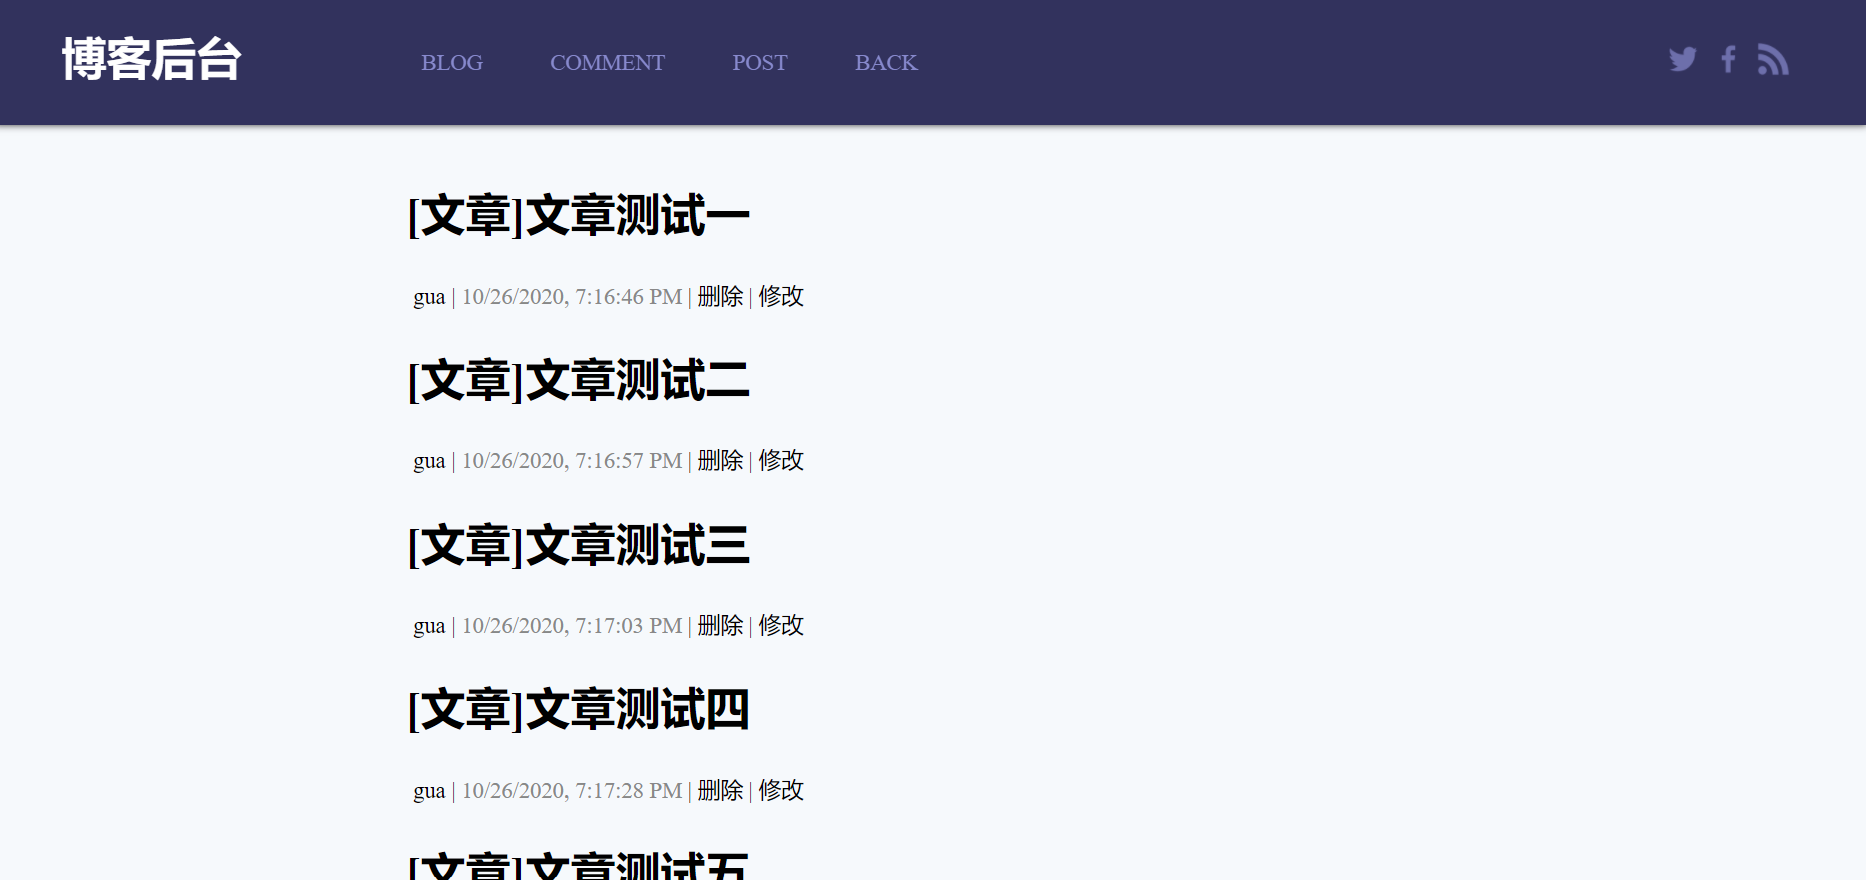 博客后台 BLOG COMMENT POST BACK
[文章]文章测试一
gua | 10/26/2020, 7:16:46 PM | 删除 | 修改
[文章]文章测试二
gua | 10/26/2020, 7:16:57 PM | 删除 | 修改
[文章]文章测试三
gua | 10/26/2020, 7:17:03 PM | 删除 | 修改
[文章]文章测试四
gua | 10/26/2020, 7:17:28 PM | 删除 | 修改
[文章]文章测试五